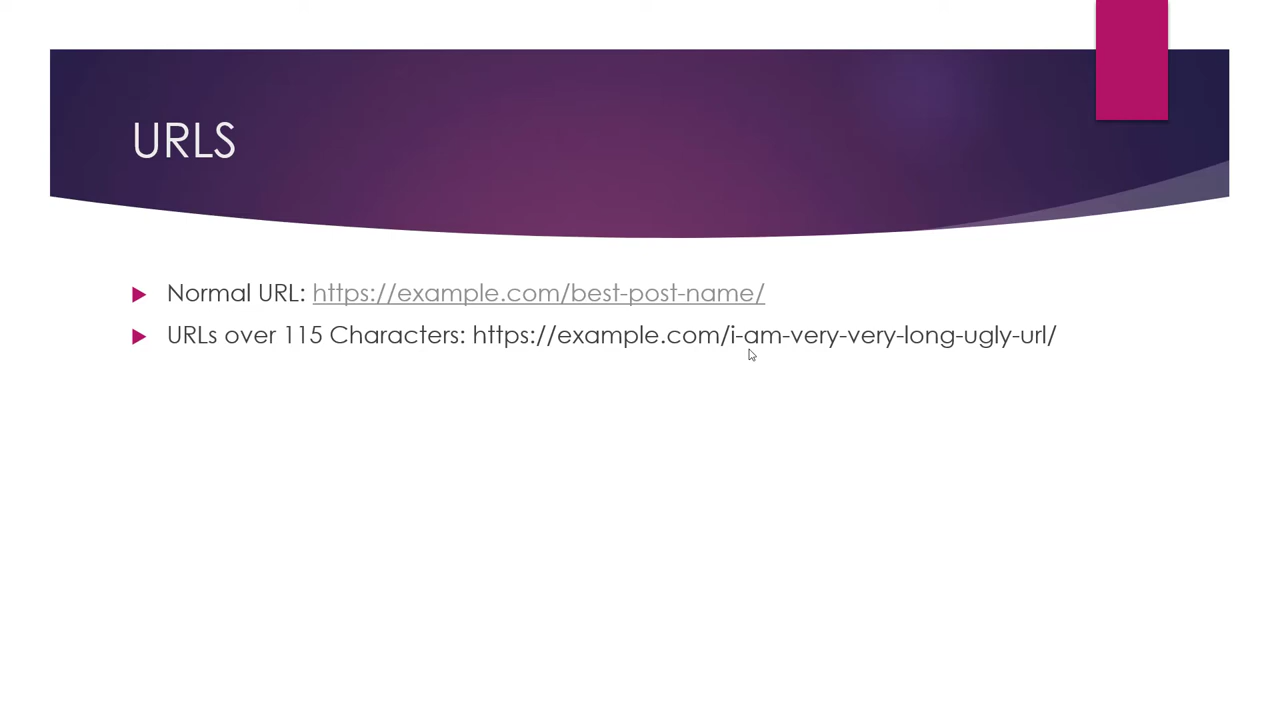 URLS
Normal URL: https://example.com/best-post-name/
URLs over 115 Characters: https://example.com/i-am-very-very-long-ugly-url/